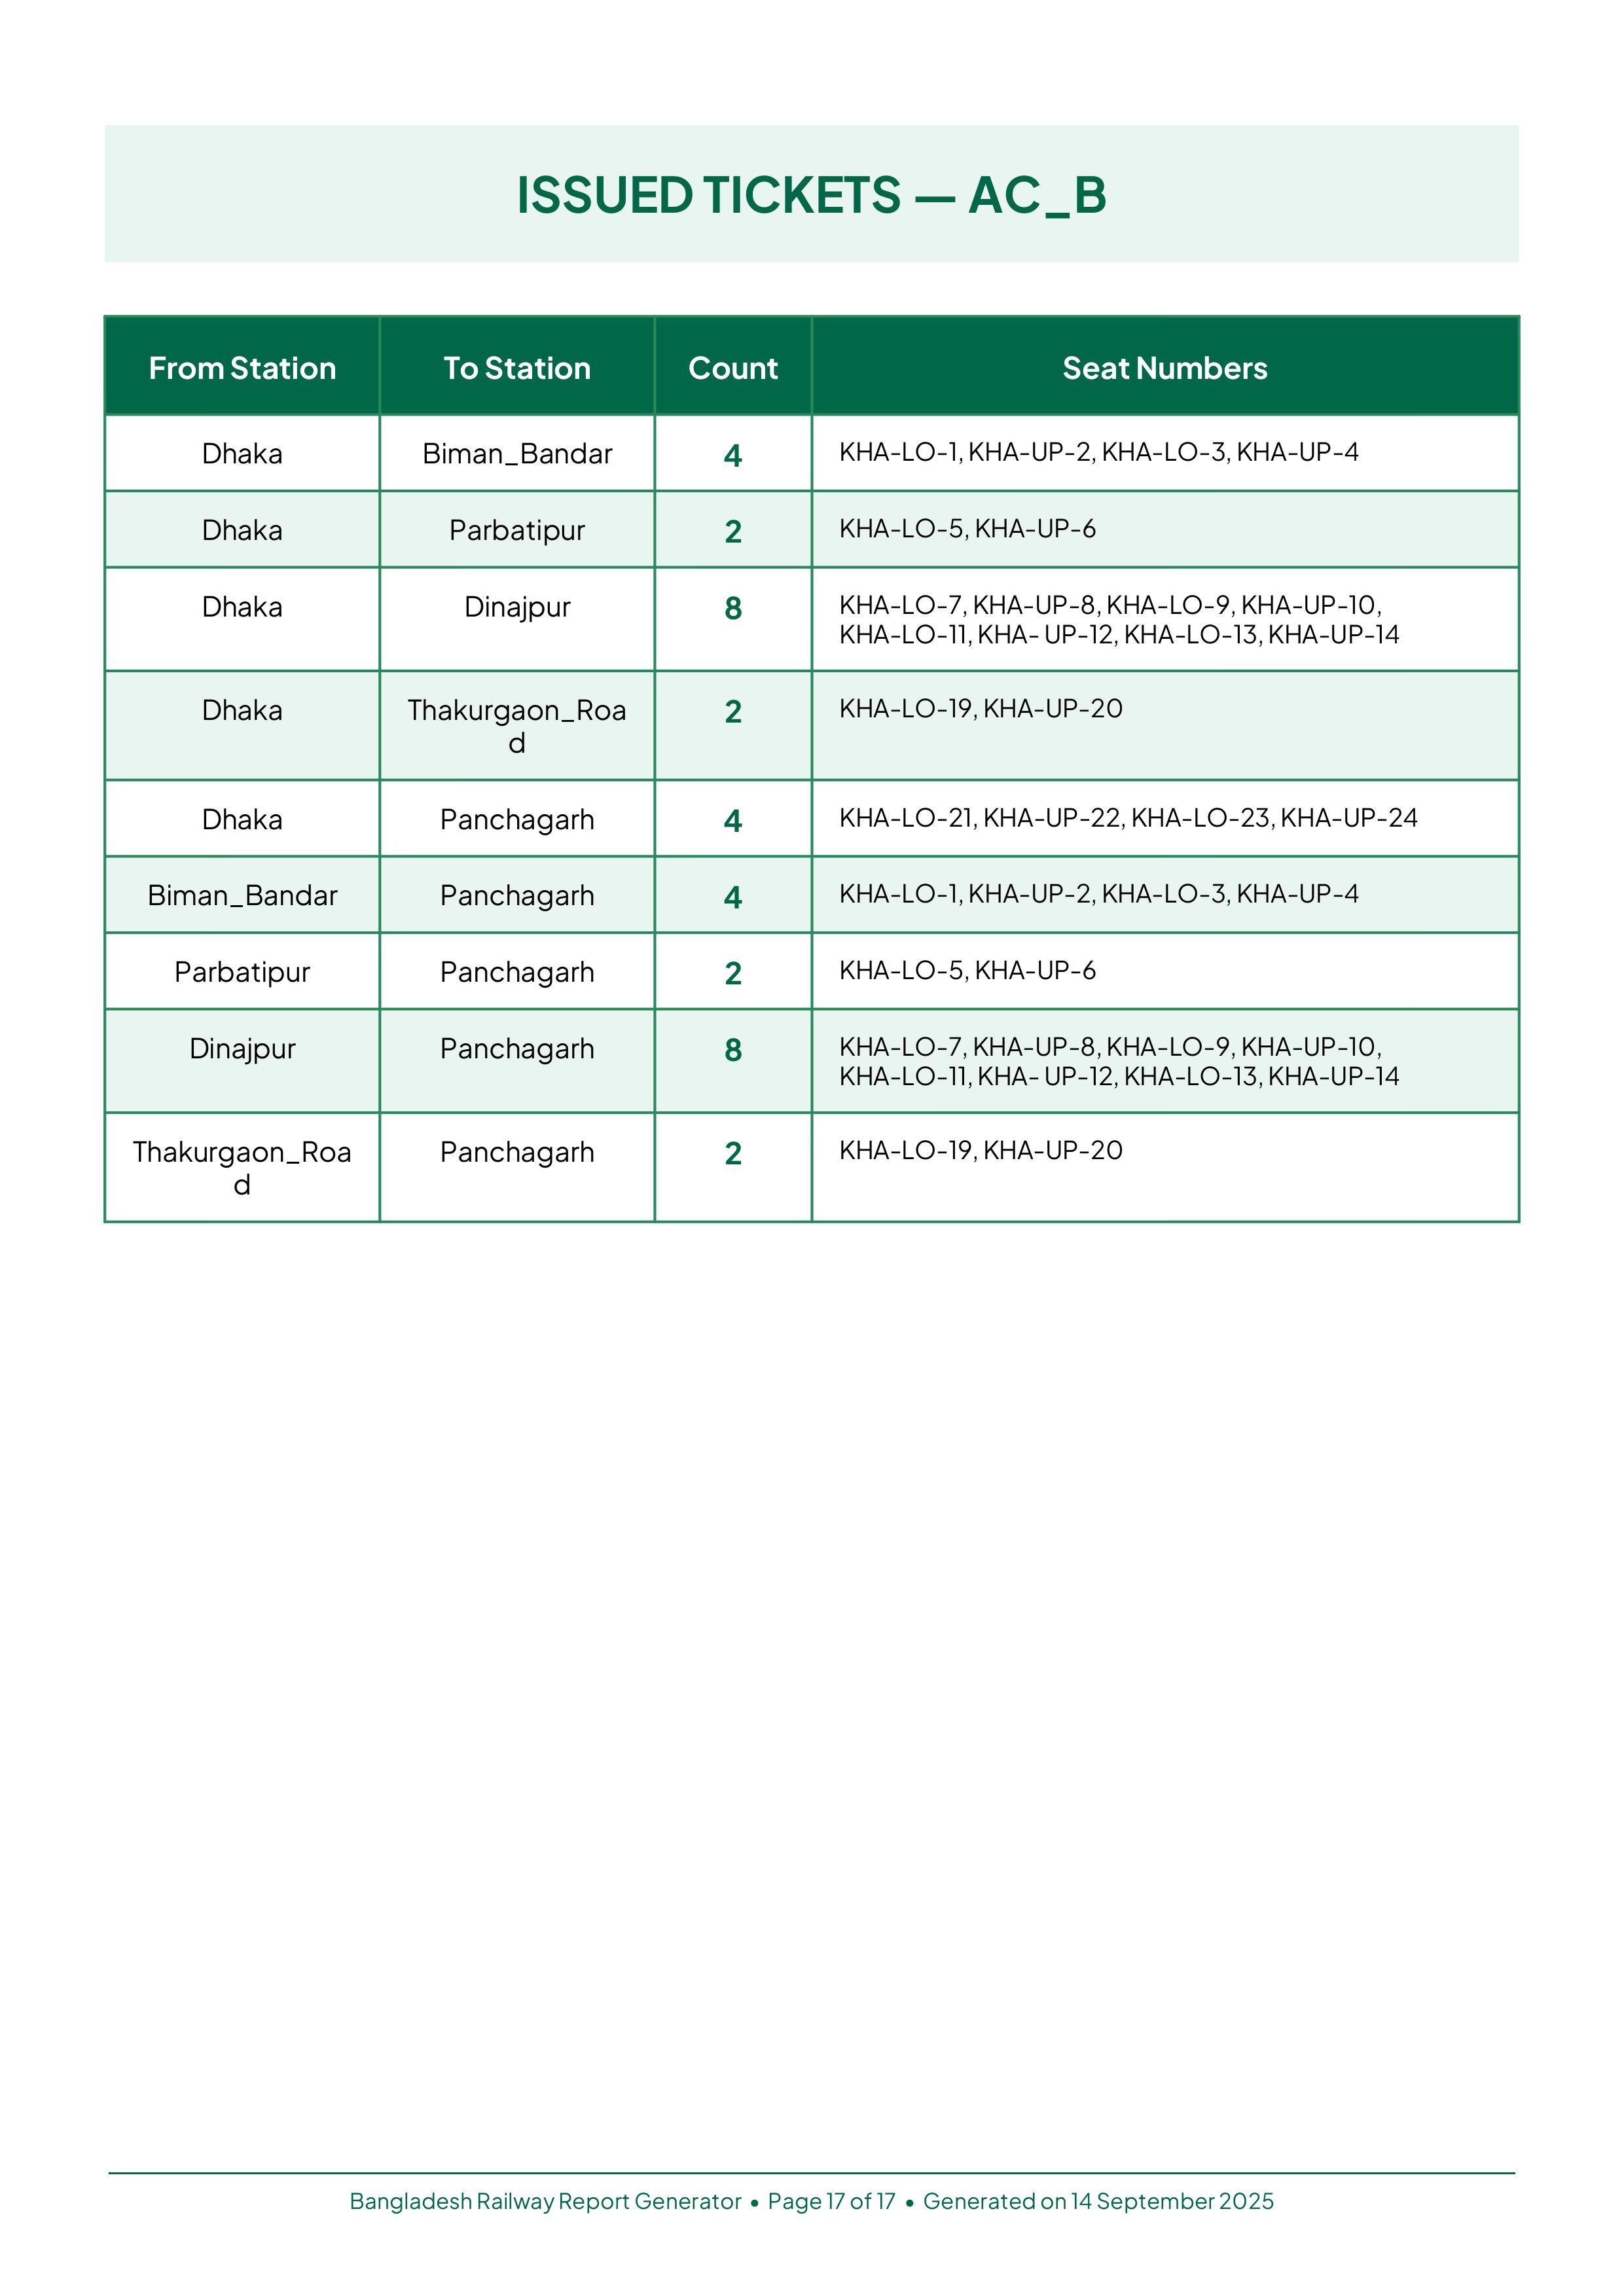 ISSUED TICKETS — AC_B
From Station To Station Count Seat Numbers
Dhaka Biman_Bandar 4 KHA-LO-1, KHA-UP-2, KHA-LO-3, KHA-UP-4
Dhaka Parbatipur 2 KHA-LO-5, KHA-UP-6
Dhaka Dinajpur 8 KHA-LO-7, KHA-UP-8, KHA-LO-9, KHA-UP-10,
KHA-LO-11, KHA- UP-12, KHA-LO-13, KHA-UP-14
Dhaka Thakurgaon_Roa 2 KHA-LO-19, KHA-UP-20
d
Dhaka Panchagarh 4 KHA-LO-21, KHA-UP-22, KHA-LO-23, KHA-UP-24
Biman_Bandar Panchagarh 4 KHA-LO-1, KHA-UP-2, KHA-LO-3, KHA-UP-4
Parbatipur Panchagarh 2 KHA-LO-5, KHA-UP-6
Dinajpur Panchagarh 8 KHA-LO-7, KHA-UP-8, KHA-LO-9, KHA-UP-10,
KHA-LO-11, KHA- UP-12, KHA-LO-13, KHA-UP-14
Thakurgaon_Roa Panchagarh 2 KHA-LO-19, KHA-UP-20
d
Bangladesh Railway Report Generator • Page 17 of 17 • Generated on 14 September 2025